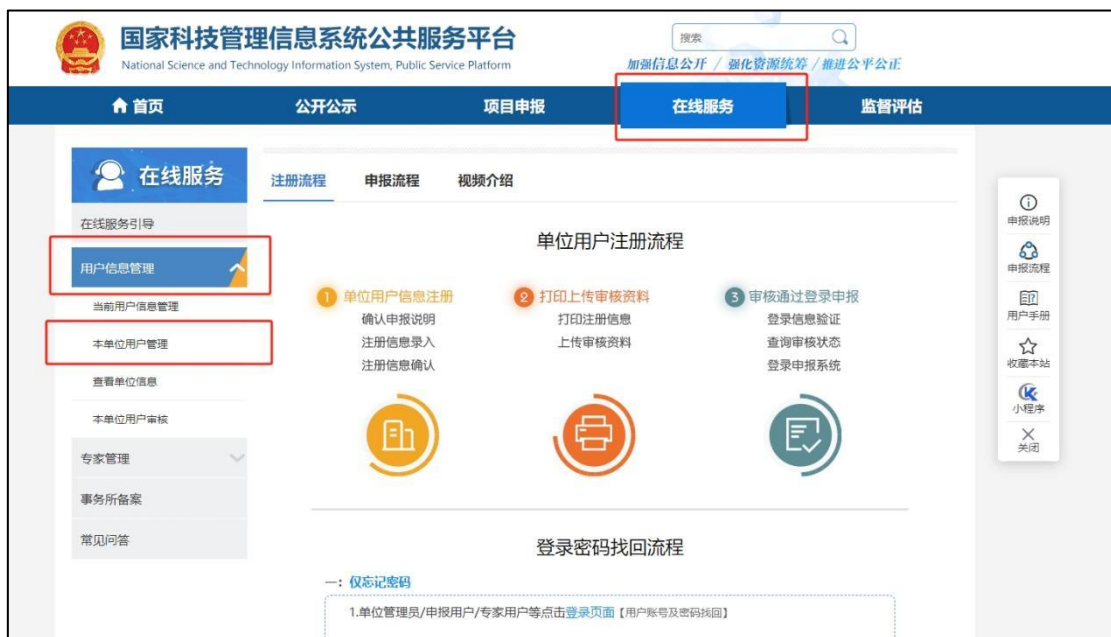 国家科技管理信息系统公共服务平台
National Science and Technology Information System, Public Service Platform
搜索
加强信息公开 / 强化资源统筹 / 推进公平公正
首页 公开公示 项目申报 在线服务 监督评估
在线服务
在线服务引导
用户信息管理
当前用户信息管理
本单位用户管理
查看单位信息
本单位用户审核
专家管理
事务所备案
常见问答
注册流程 申报流程 视频介绍
单位用户注册流程
1 单位用户信息注册
确认申报说明
注册信息录入
注册信息确认
2 打印上传审核资料
打印注册信息
上传审核资料
3 审核通过登录申报
登录信息验证
查询审核状态
登录申报系统
登录密码找回流程
一：仅忘记密码
1.单位管理员/申报用户/专家用户等点击登录页面【用户账号及密码找回】
申报说明
申报流程
用户手册
收藏本站
小程序
关闭